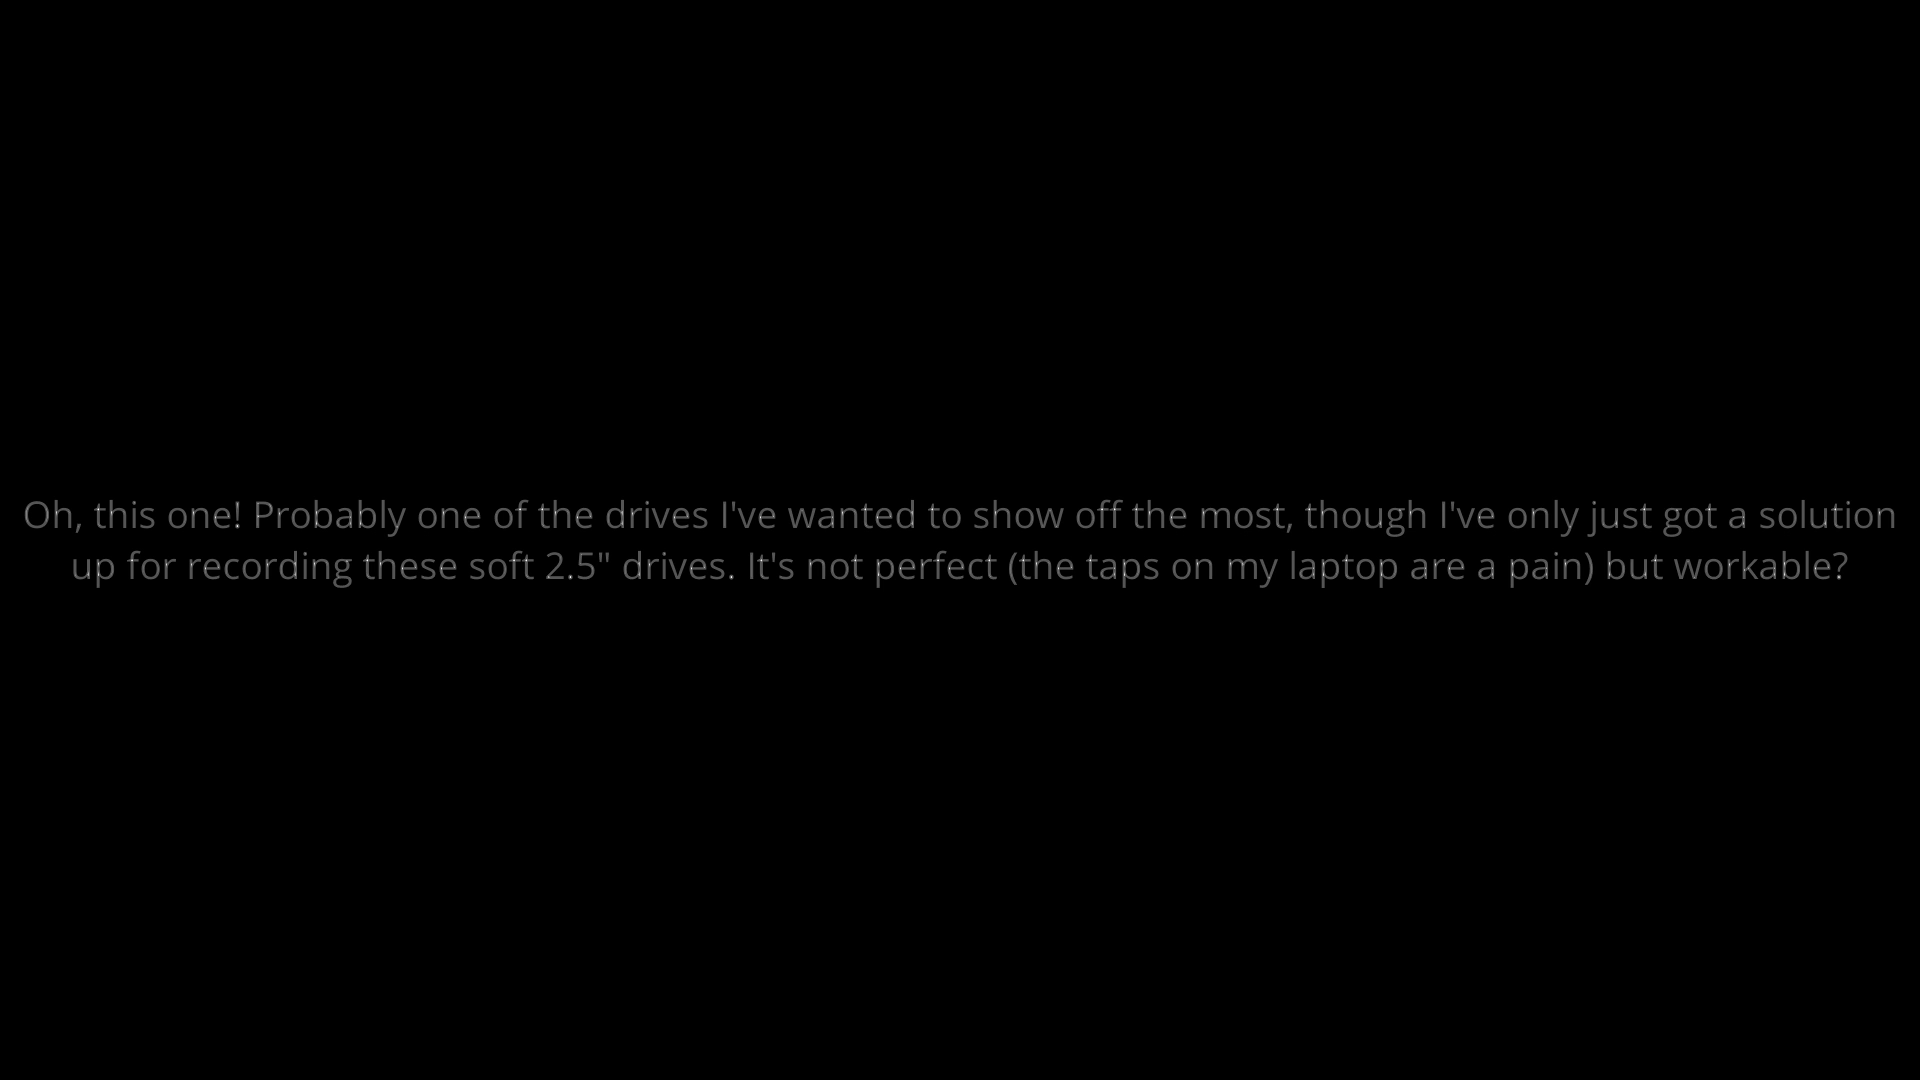 Oh, this one! Probably one of the drives I've wanted to show off the most, though I've only just got a solution
up for recording these soft 2.5" drives. It's not perfect (the taps on my laptop are a pain) but workable?